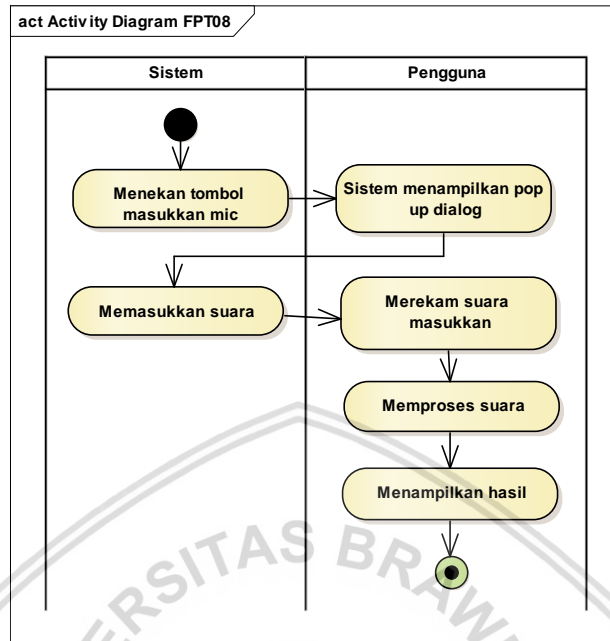 act Activity Diagram FPT08
Sistem
Pengguna
Menekan tombol
masukkan mic
Sistem menampilkan pop
up dialog
Memasukkan suara
Merekam suara
masukkan
Memproses suara
Menampilkan hasil
ERSITAS BRAW